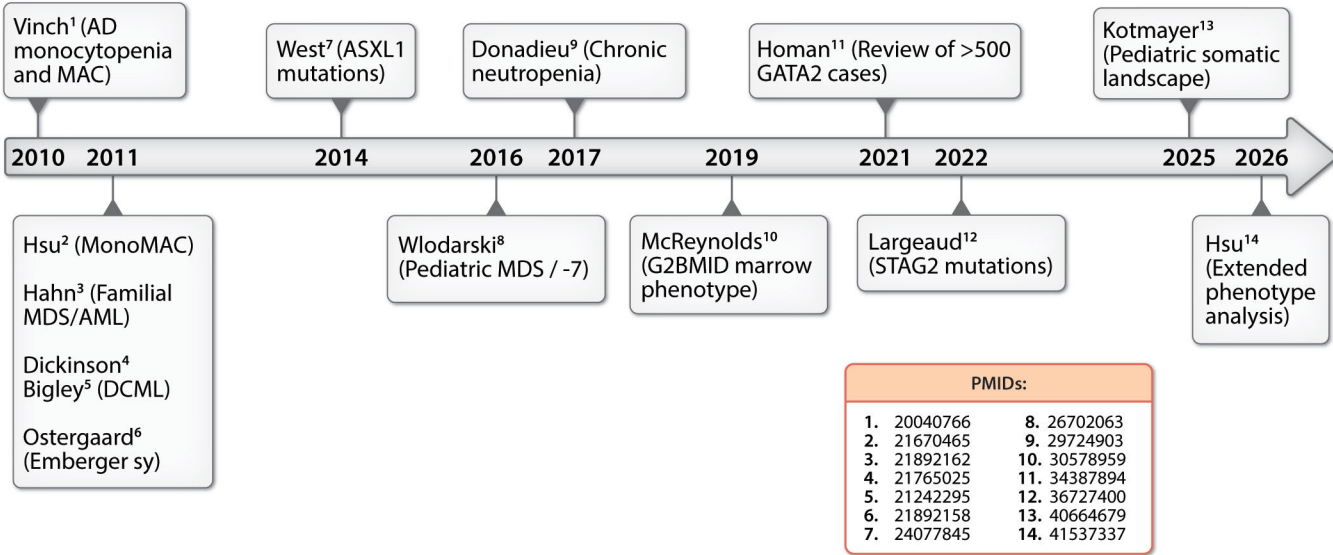 Vinch¹ (AD
monocytopenia
and MAC)
West⁷ (ASXL1
mutations)
Donadieu⁹ (Chronic
neutropenia)
Homan¹¹ (Review of >500
GATA2 cases)
Kotmayer¹³
(Pediatric somatic
landscape)
2010 2011 2014 2016 2017 2019 2021 2022 2025 2026
Hsu² (MonoMAC)
Hahn³ (Familial
MDS/AML)
Dickinson⁴
Bigley⁵ (DCML)
Ostergaard⁶
(Emberger sy)
Wlodarski⁸
(Pediatric MDS / -7)
McReynolds¹⁰
(G2BMID marrow
phenotype)
Largeaud¹²
(STAG2 mutations)
Hsu¹⁴
(Extended
phenotype
analysis)
PMIDs:
1. 20040766
2. 21670465
3. 21892162
4. 21765025
5. 21242295
6. 21892158
7. 24077845
8. 26702063
9. 29724903
10. 30578959
11. 34387894
12. 36727400
13. 40664679
14. 41537337